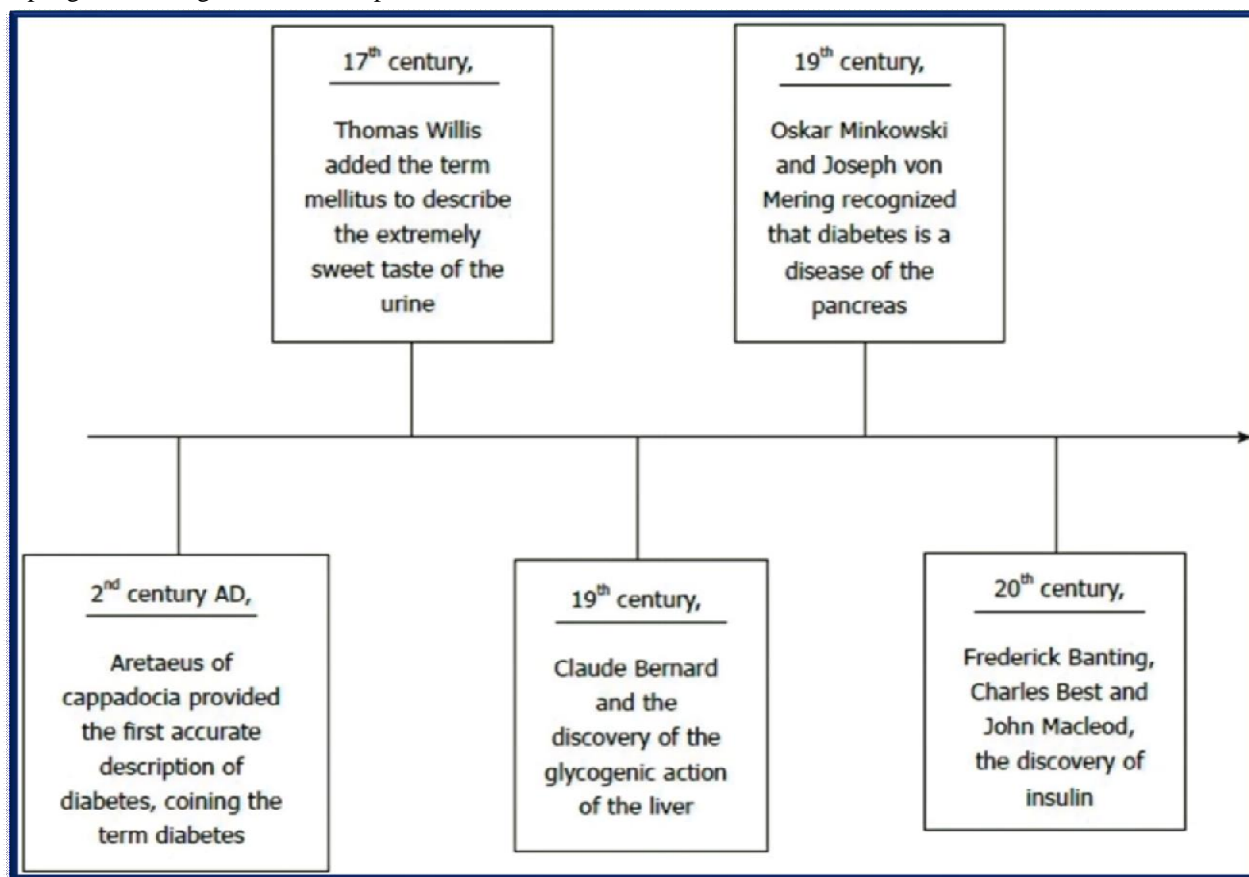 17th century,
Thomas Willis
added the term
mellitus to describe
the extremely
sweet taste of the
urine
19th century,
Oskar Minkowski
and Joseph von
Mering recognized
that diabetes is a
disease of the
pancreas
2nd century AD,
Aretaeus of
cappadocia provided
the first accurate
description of
diabetes, coining the
term diabetes
19th century,
Claude Bernard
and the
discovery of the
glycogenic action
of the liver
20th century,
Frederick Banting,
Charles Best and
John Macleod,
the discovery of
insulin